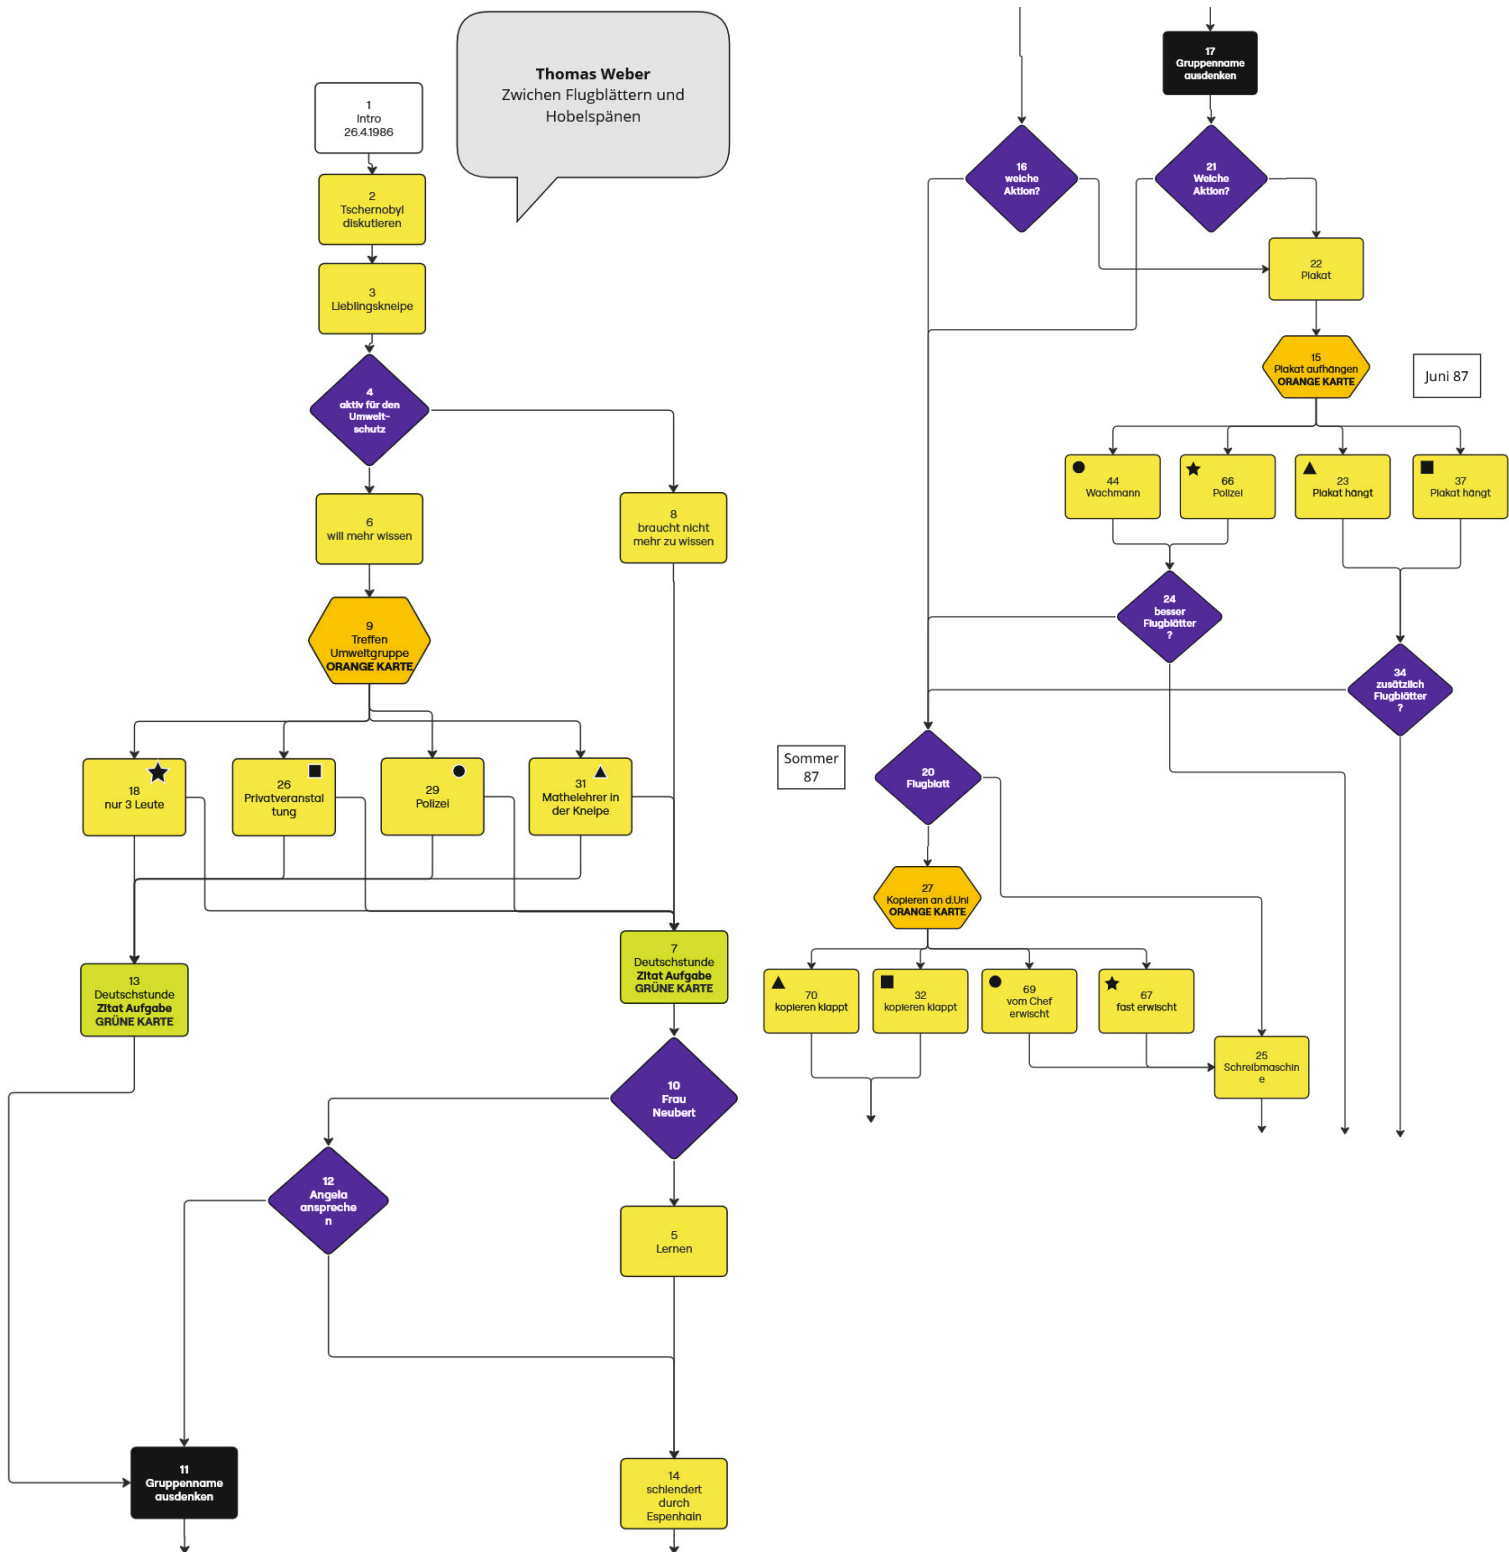 Thomas Weber
Zwichen Flugblättern und
Hobelspänen
1
Intro
26.4.1986
2
Tschernobyl
diskutieren
3
Lieblingskneipe
4
aktiv für den
Umwelt-
schutz
6
will mehr wissen
8
braucht nicht
mehr zu wissen
9
Treffen
Umweltgruppe
ORANGE KARTE
18
nur 3 Leute
26
Privatveranstal
tung
29
Polizei
31
Mathelehrer in
der Kneipe
13
Deutschstunde
Zitat Aufgabe
GRÜNE KARTE
7
Deutschstunde
Zitat Aufgabe
GRÜNE KARTE
10
Frau
Neubert
12
Angela
anspreche
n
5
Lernen
11
Gruppenname
ausdenken
14
schlendert
durch
Espenhain
17
Gruppenname
ausdenken
16
welche
Aktion?
21
Welche
Aktion?
22
Plakat
15
Plakat aufhängen
ORANGE KARTE
Juni 87
44
Wachmann
66
Polizei
23
Plakat hängt
37
Plakat hängt
24
besser
Flugblätter
?
34
zusätzlich
Flugblätter
?
Sommer
87
20
Flugblatt
27
Kopieren an d.Uni
ORANGE KARTE
70
kopieren klappt
32
kopieren klappt
69
vom Chef
erwischt
67
fast erwischt
25
Schreibmaschin
e